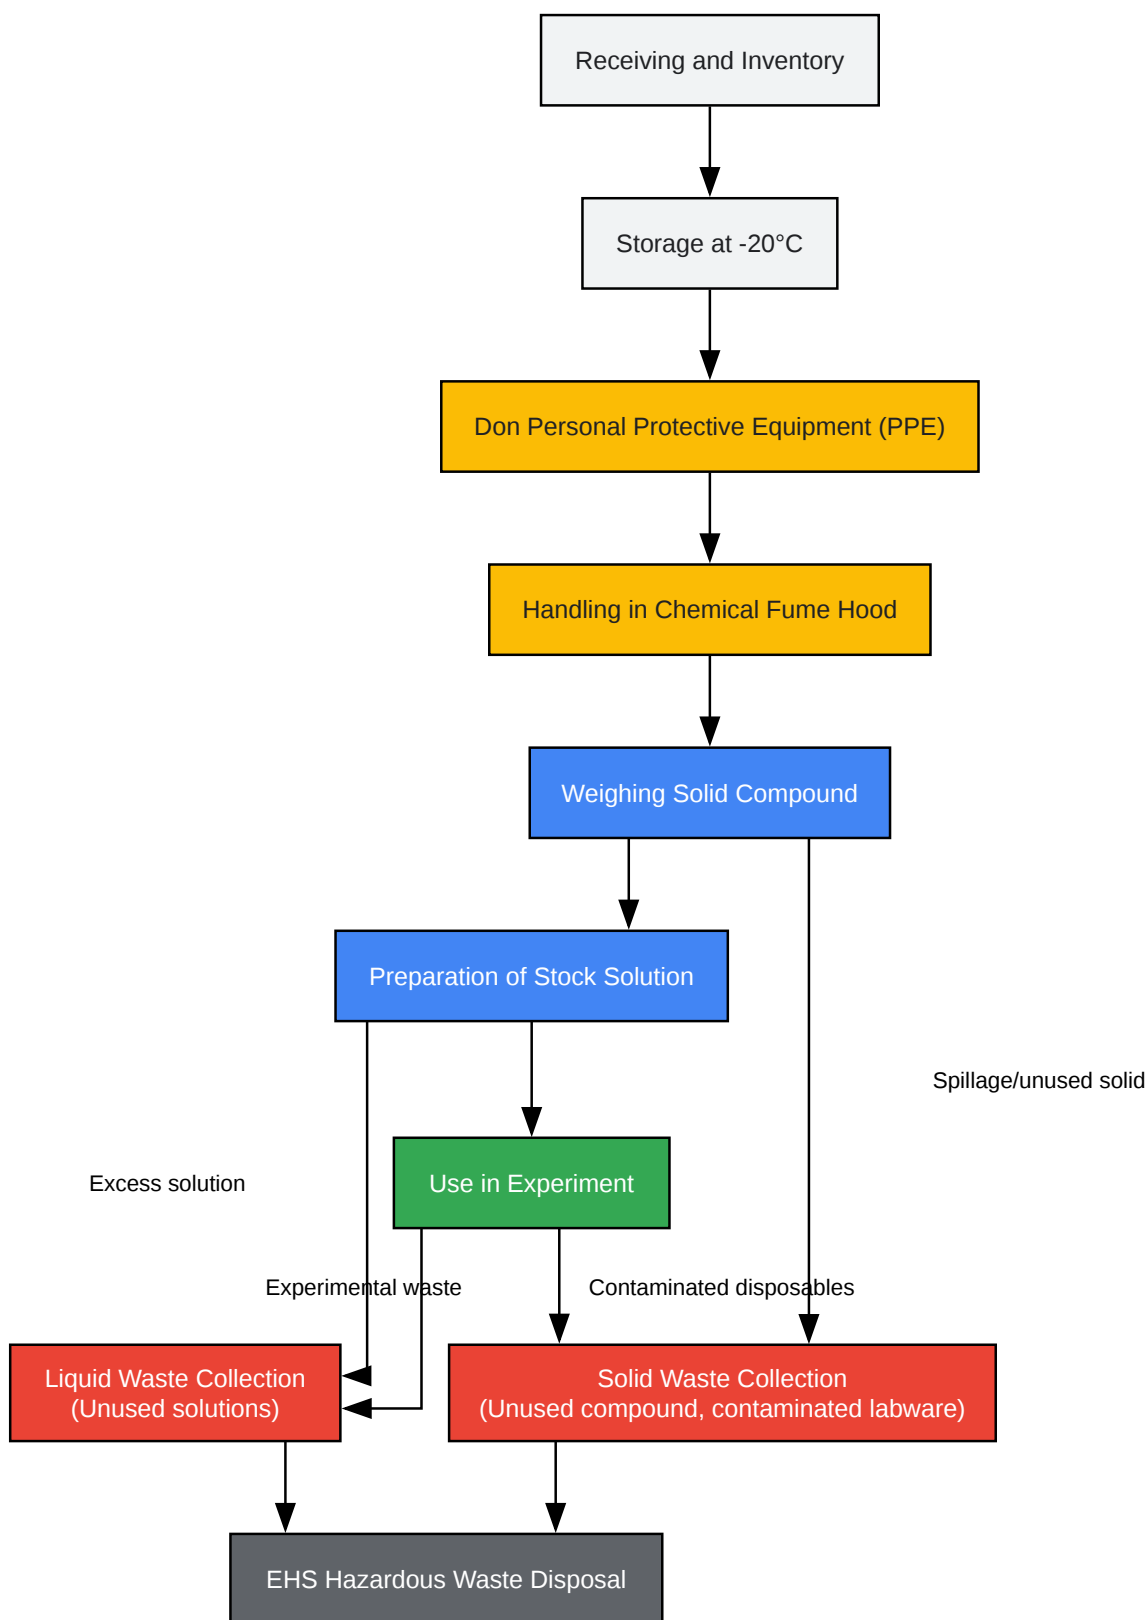 Receiving and Inventory
Storage at -20°C
Don Personal Protective Equipment (PPE)
Handling in Chemical Fume Hood
Weighing Solid Compound
Preparation of Stock Solution
Spillage/unused solid
Excess solution
Use in Experiment
Experimental waste
Contaminated disposables
Liquid Waste Collection
(Unused solutions)
Solid Waste Collection
(Unused compound, contaminated labware)
EHS Hazardous Waste Disposal